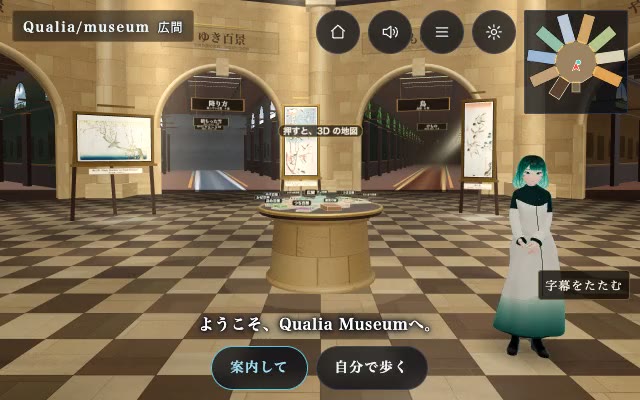 Qualia/museum 広間
ゆき百景
降り方
鳥
押すと、3D の地図
字幕をたたむ
ようこそ、Qualia Museumへ。
案内して
自分で歩く